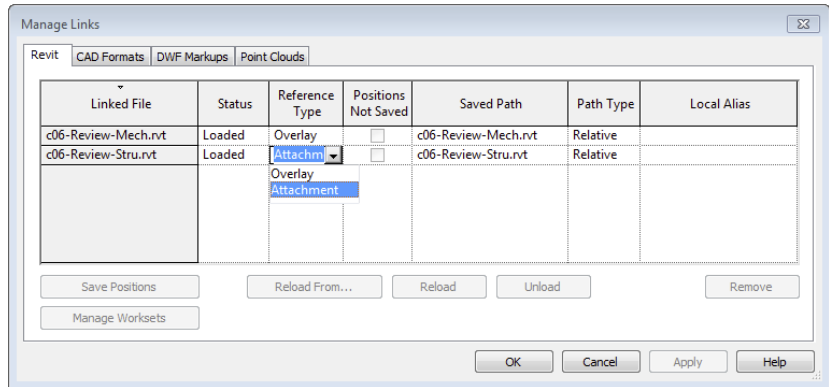 Manage Links
Revit CAD Formats DWF Markups Point Clouds
Linked File Status Reference Type Positions Not Saved Saved Path Path Type Local Alias
c06-Review-Mech.rvt Loaded Overlay c06-Review-Mech.rvt Relative
c06-Review-Stru.rvt Loaded Attachm c06-Review-Stru.rvt Relative
Overlay
Attachment
Save Positions Reload From... Reload Unload Remove
Manage Worksets
OK Cancel Apply Help